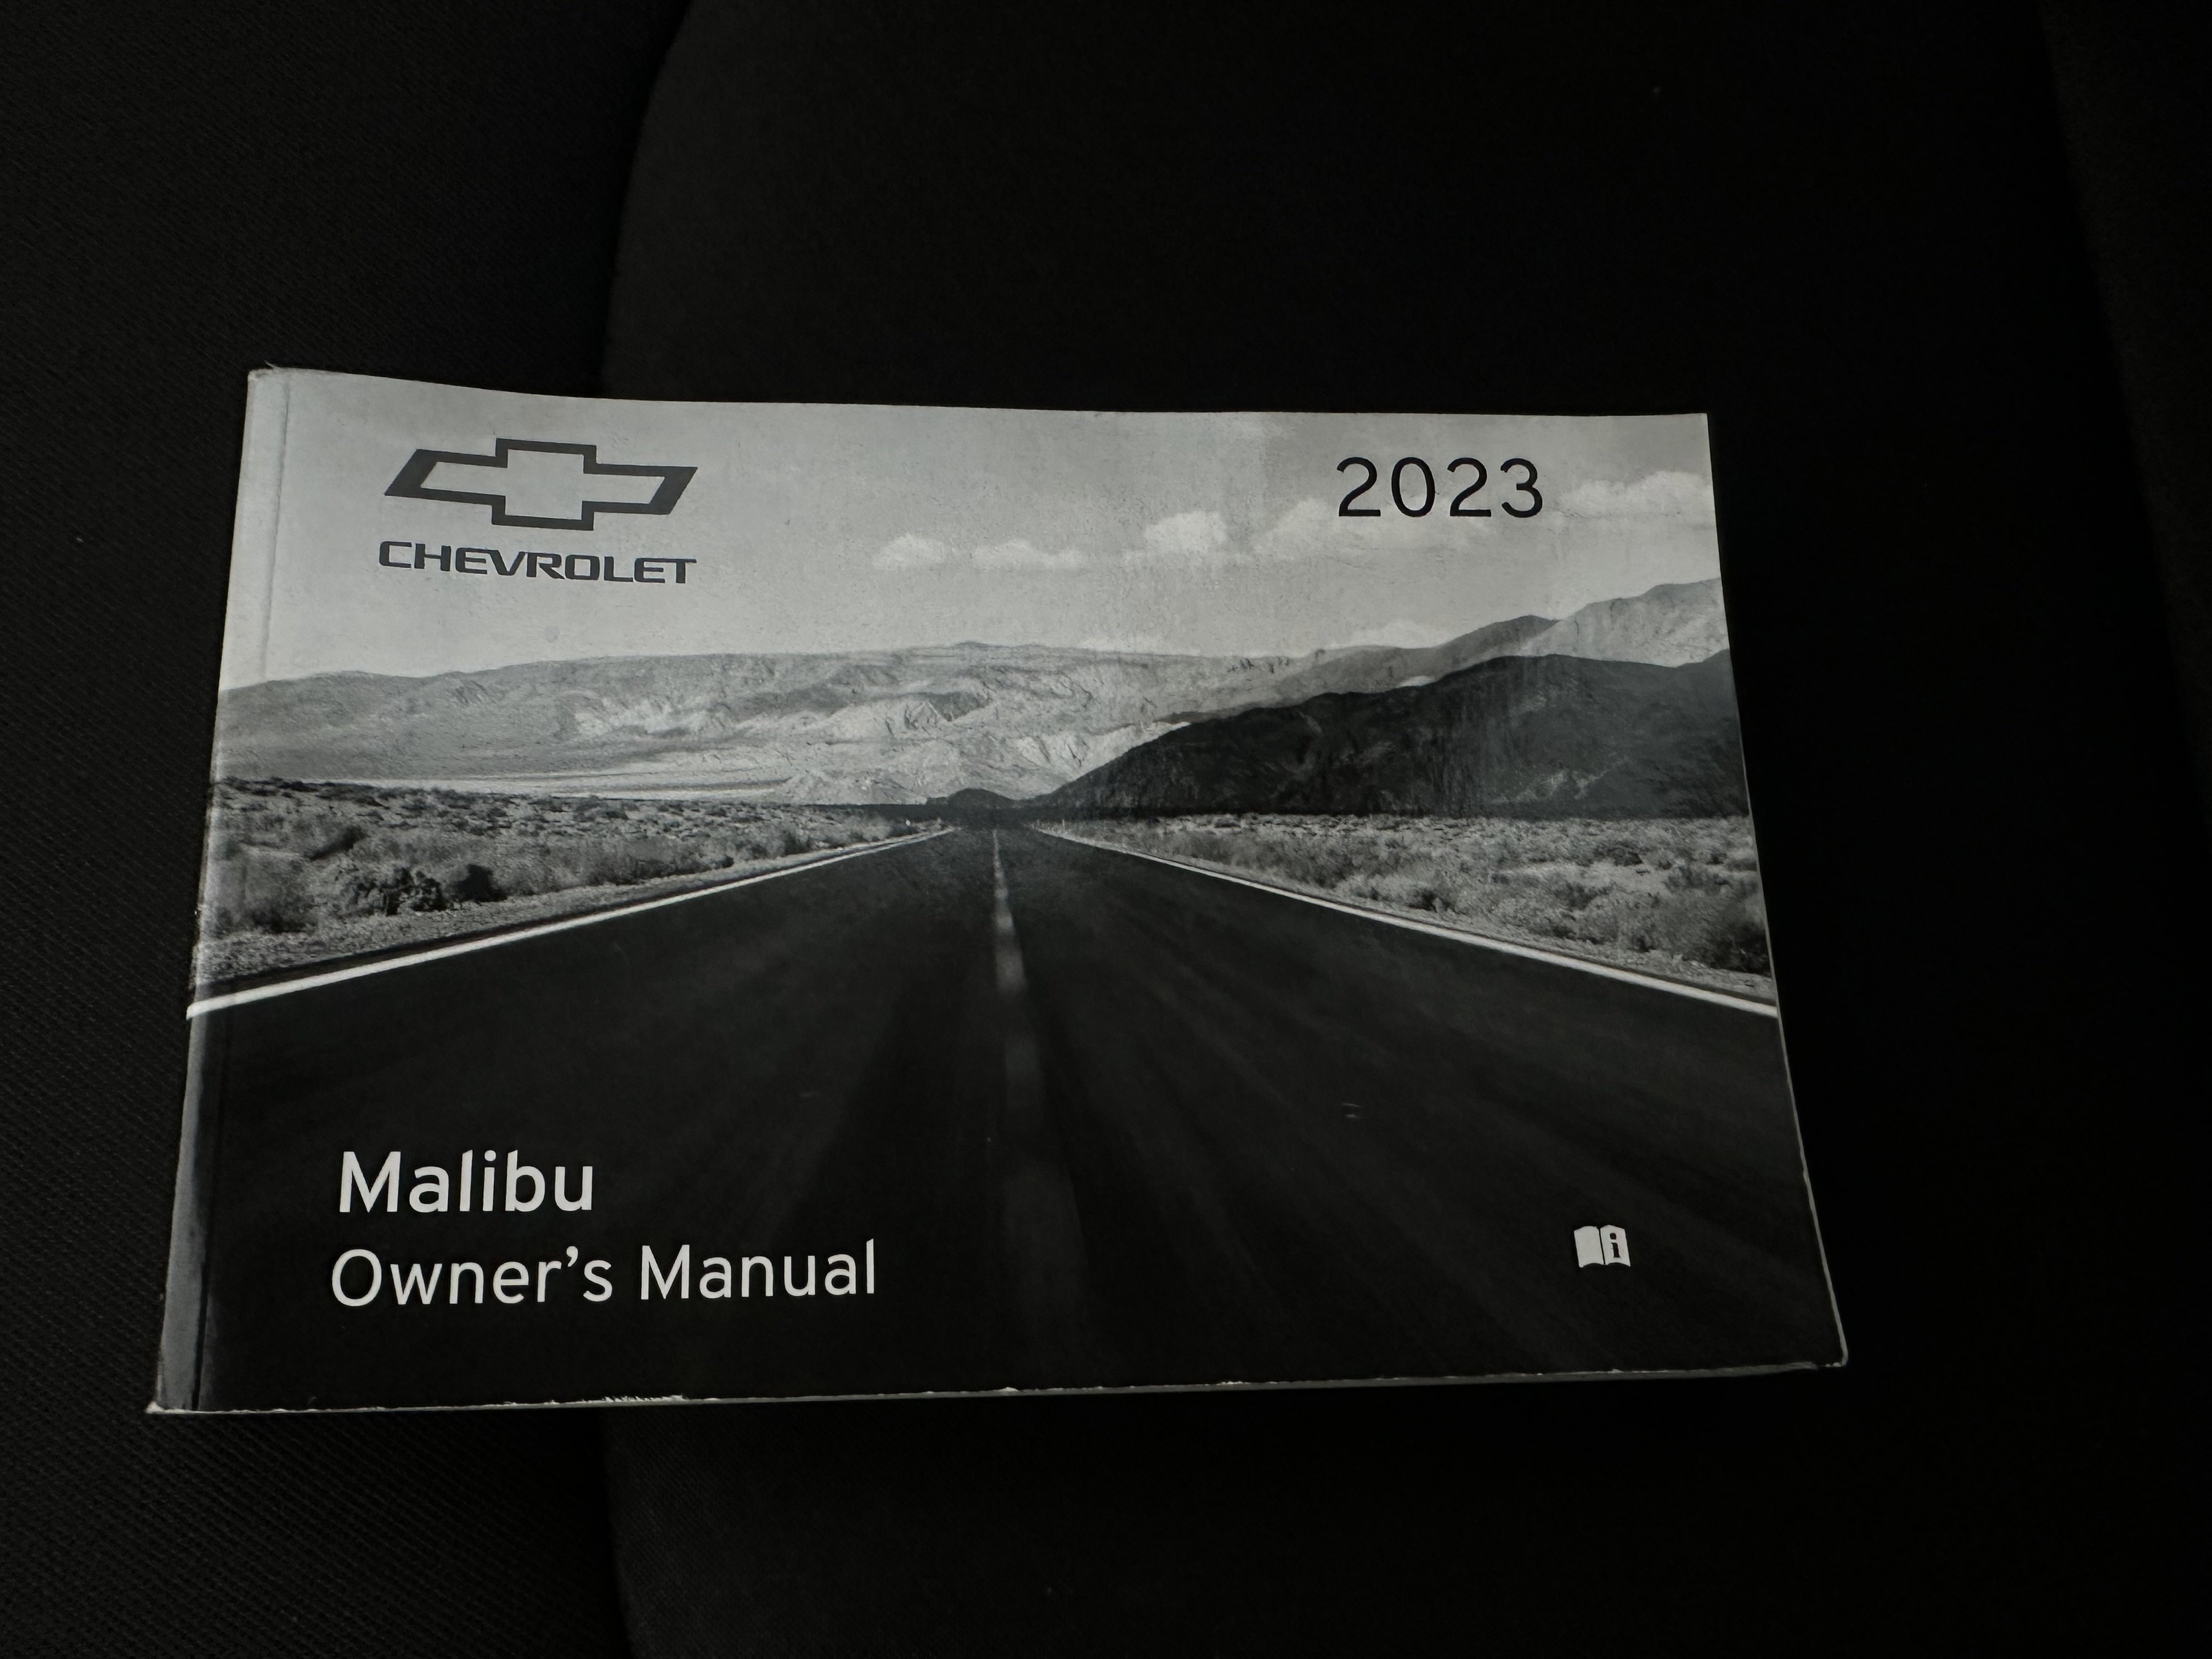 CHEVROLET
2023
Malibu
Owner’s Manual